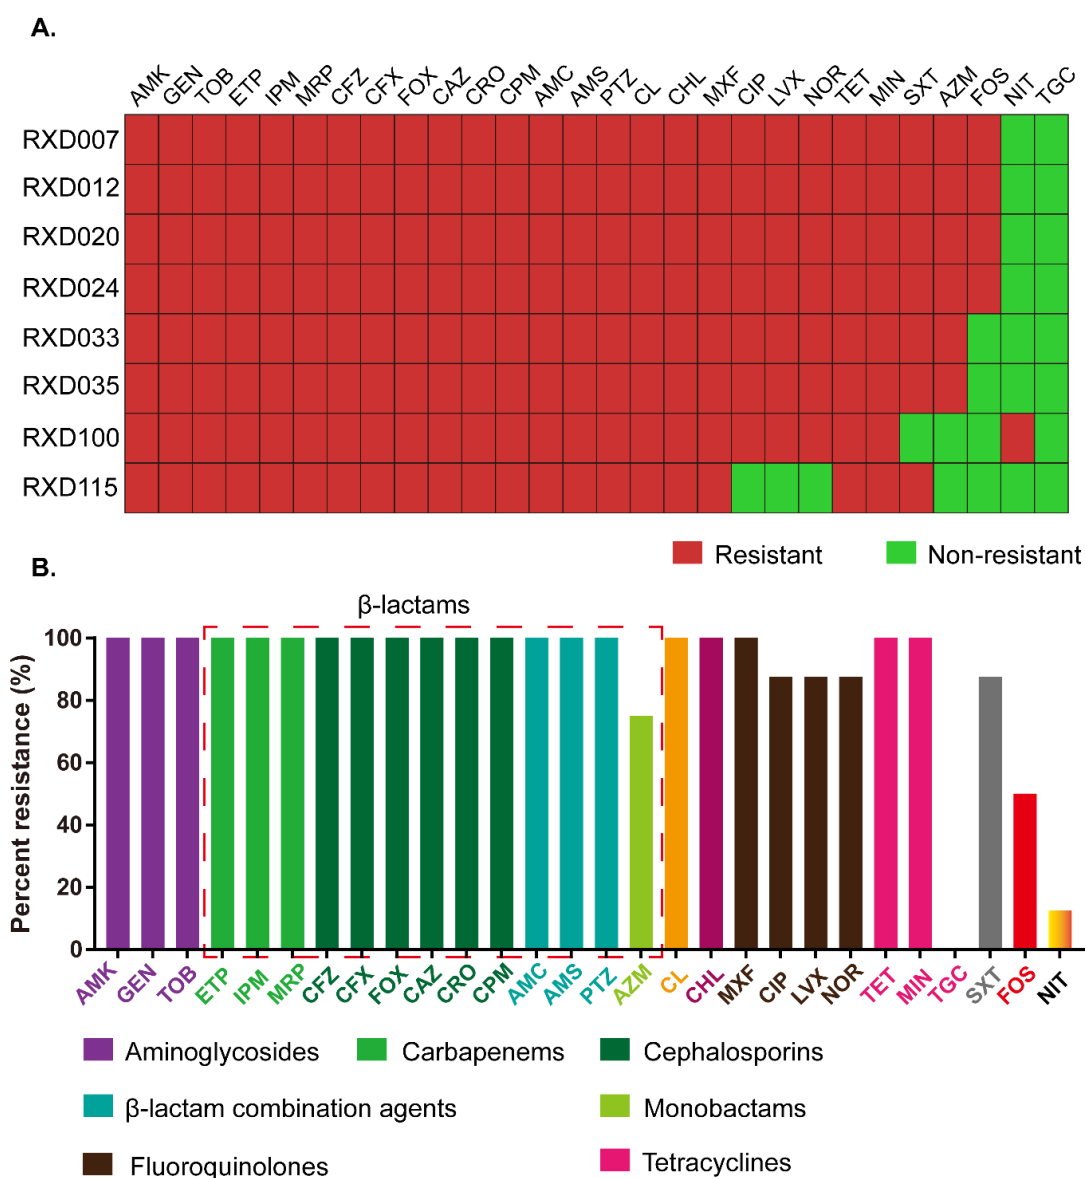 A.
AMK GEN TOB ETP IPM MRP CFZ CFX FOX CAZ CRO CPM AMC AMS PTZ CL CHL MXF CIP LVX NOR TET MIN SXT AZM FOS NIT TGC
RXD007
RXD012
RXD020
RXD024
RXD033
RXD035
RXD100
RXD115
Resistant Non-resistant
B.
β-lactams
Percent resistance (%)
100
80
60
40
20
0
AMK GEN TOB ETP IPM MRP CFZ CFX FOX CAZ CRO CPM AMC AMS PTZ AZM CL CHL MXF CIP LVX NOR TET MIN TGC SXT FOS NIT
Aminoglycosides Carbapenems Cephalosporins
β-lactam combination agents Monobactams
Fluoroquinolones Tetracyclines